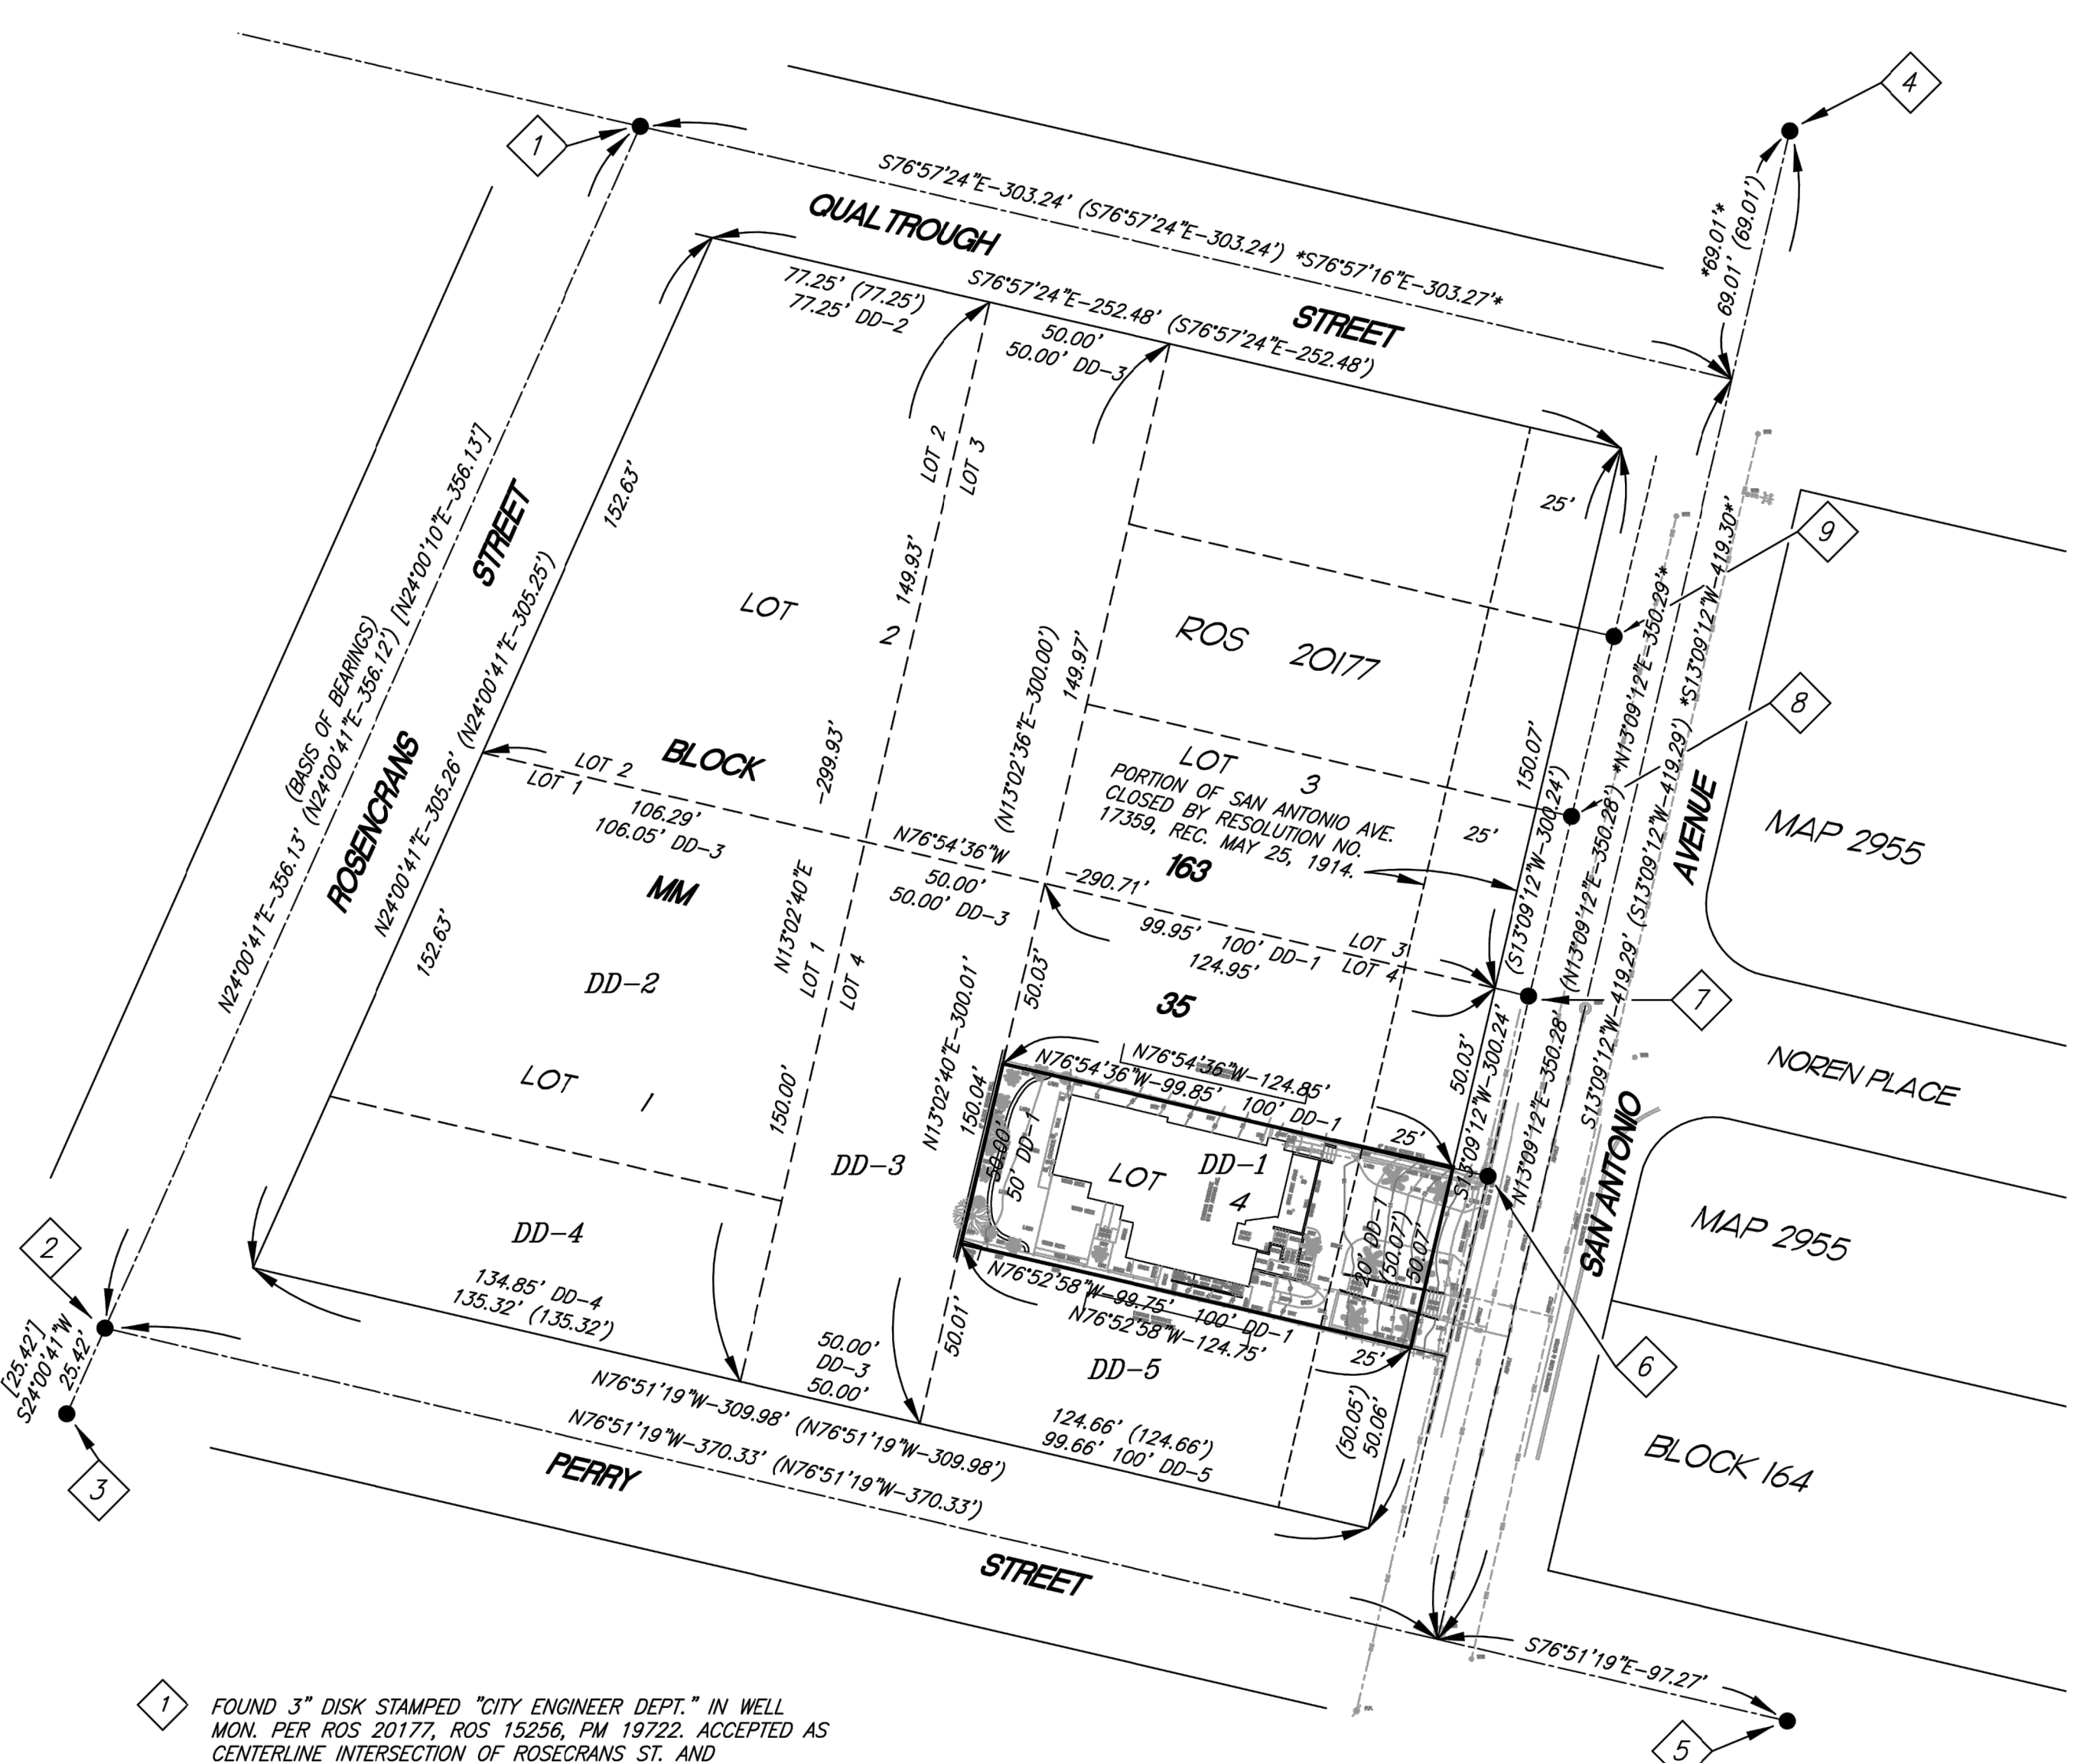 1
4
S76°57'24"E-303.24' (S76°57'24"E-303.24') *S76°57'16"E-303.27'*
QUALTROUGH
STREET
*69.01'*
69.01' (69.01')
77.25' (77.25')
77.25' DD-2
S76°57'24"E-252.48' (S76°57'24"E-252.48')
50.00'
50.00' DD-3
LOT 2
LOT 3
25'
9
8
(BASIS OF BEARINGS)
N24°00'41"E-356.13' (N24°00'41"E-356.12') [N24°00'10"E-356.13']
ROSENCRANS
STREET
N24°00'41"E-305.26' (N24°00'41"E-305.25')
152.63'
152.63'
LOT
2
149.93'
-299.93'
N13°02'40"E
149.97'
(N13°02'36"E-300.00')
N13°02'40"E-300.01'
ROS 20177
LOT 3
PORTION OF SAN ANTONIO AVE.
CLOSED BY RESOLUTION NO.
17359, REC. MAY 25, 1914.
163
25'
150.07'
(S13°09'12"W-300.24')
S13°09'12"W-300.24'
N13°09'12"E-350.28' (N13°09'12"E-350.28') *N13°09'12"E-350.29'*
S13°09'12"W-419.29' (S13°09'12"W-419.29') *S13°09'12"W-419.30*'
SAN ANTONIO
AVENUE
MAP 2955
BLOCK
MM
LOT 2
LOT 1
106.29'
106.05' DD-3
N76°54'36"W
-290.71'
50.00'
50.00' DD-3
99.95' 100' DD-1
124.95'
LOT 3
LOT 4
LOT 1
LOT 4
7
DD-2
35
50.03'
50.03'
NOREN PLACE
LOT
1
150.00'
150.04'
N76°54'36"W-124.85'
N76°54'36"W-99.85' 100' DD-1
25'
DD-3
50.00'
50' DD-1
LOT
DD-1
4
20' DD-1
(50.07')
50.07'
MAP 2955
6
2
DD-4
134.85' DD-4
135.32' (135.32')
N76°52'58"W-99.75' 100' DD-1
N76°52'58"W-124.75'
25'
50.01'
50.00'
DD-3
50.00'
DD-5
[25.42']
S24°00'41"W
25.42'
3
N76°51'19"W-309.98' (N76°51'19"W-309.98')
N76°51'19"W-370.33' (N76°51'19"W-370.33')
124.66' (124.66')
99.66' 100' DD-5
(50.05')
50.06'
BLOCK 164
PERRY
STREET
S76°51'19"E-97.27'
5
1
FOUND 3" DISK STAMPED "CITY ENGINEER DEPT." IN WELL
MON. PER ROS 20177, ROS 15256, PM 19722. ACCEPTED AS
CENTERLINE INTERSECTION OF ROSECRANS ST. AND